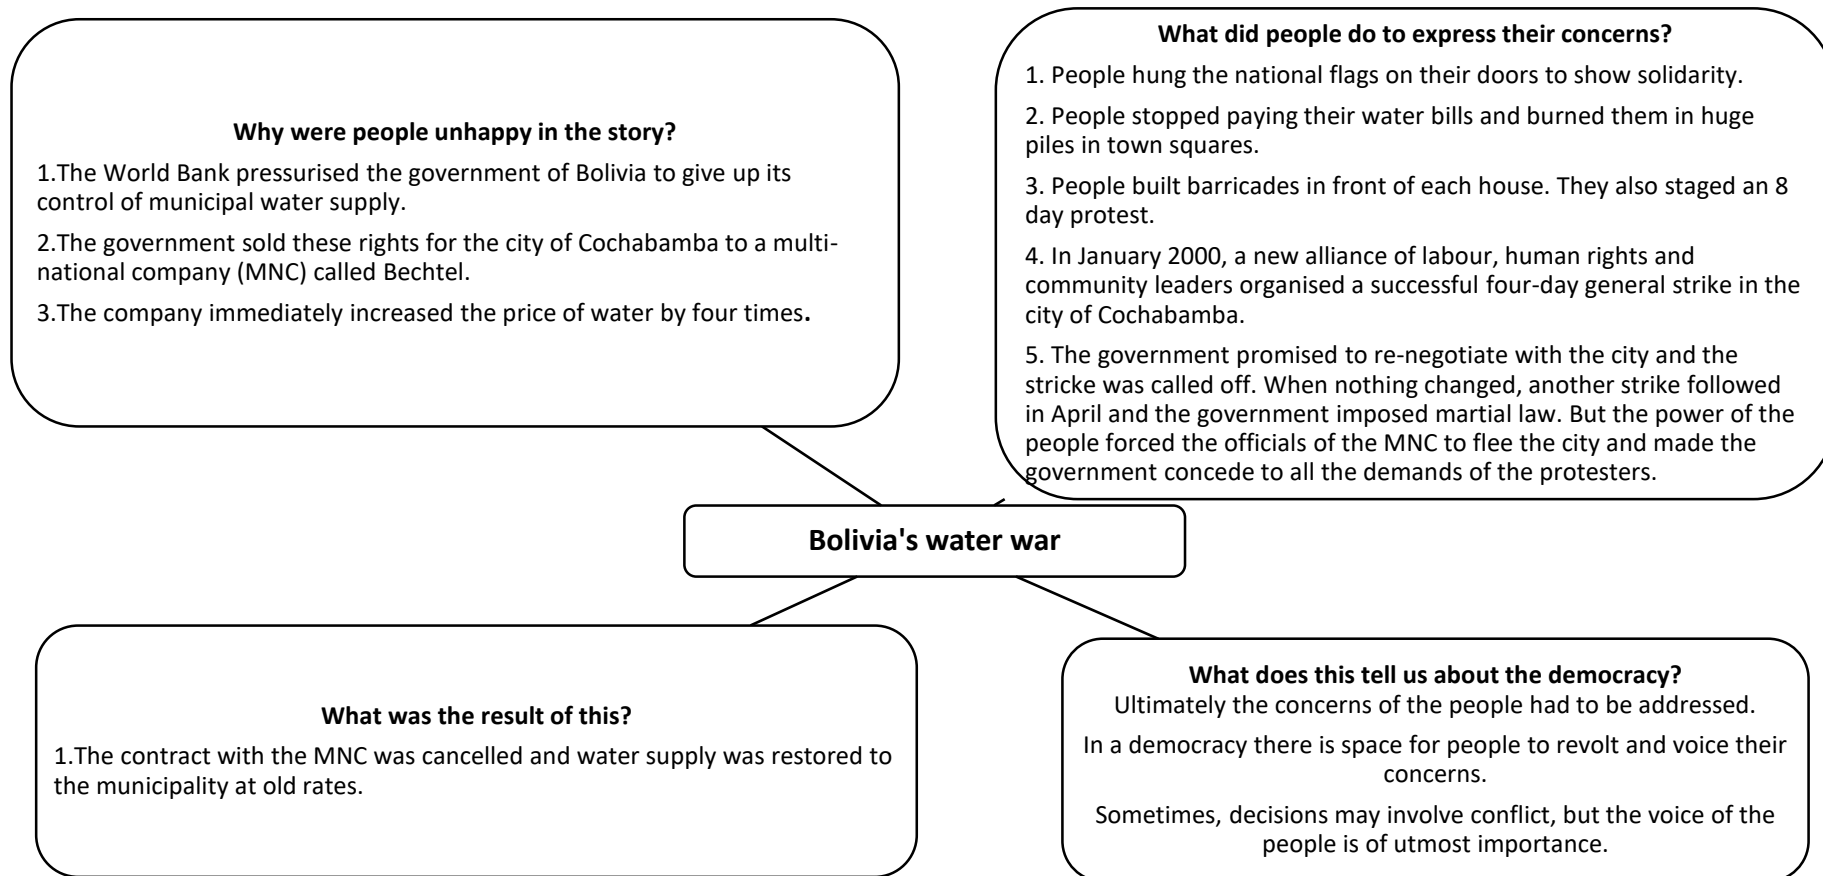 Why were people unhappy in the story?
1.The World Bank pressurised the government of Bolivia to give up its
control of municipal water supply.
2.The government sold these rights for the city of Cochabamba to a multi-
national company (MNC) called Bechtel.
3.The company immediately increased the price of water by four times.
What did people do to express their concerns?
1. People hung the national flags on their doors to show solidarity.
2. People stopped paying their water bills and burned them in huge
piles in town squares.
3. People built barricades in front of each house. They also staged an 8
day protest.
4. In January 2000, a new alliance of labour, human rights and
community leaders organised a successful four-day general strike in the
city of Cochabamba.
5. The government promised to re-negotiate with the city and the
stricke was called off. When nothing changed, another strike followed
in April and the government imposed martial law. But the power of the
people forced the officials of the MNC to flee the city and made the
government concede to all the demands of the protesters.
Bolivia's water war
What was the result of this?
1.The contract with the MNC was cancelled and water supply was restored to
the municipality at old rates.
What does this tell us about the democracy?
Ultimately the concerns of the people had to be addressed.
In a democracy there is space for people to revolt and voice their
concerns.
Sometimes, decisions may involve conflict, but the voice of the
people is of utmost importance.